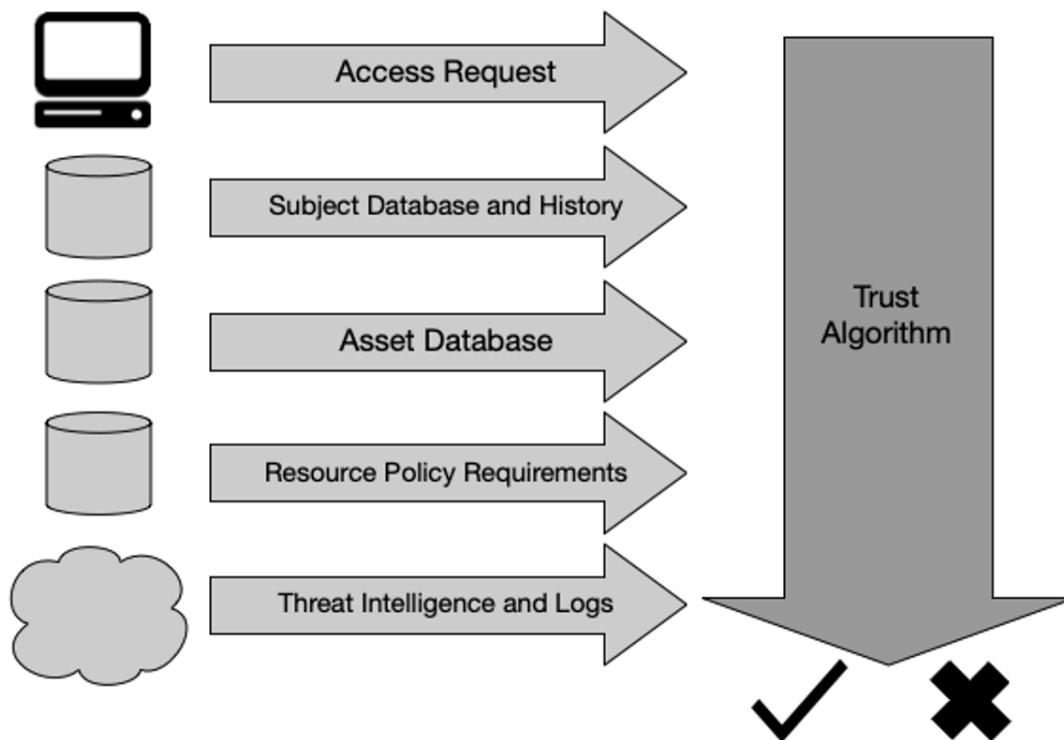 Access Request
Subject Database and History
Asset Database
Resource Policy Requirements
Threat Intelligence and Logs
Trust
Algorithm